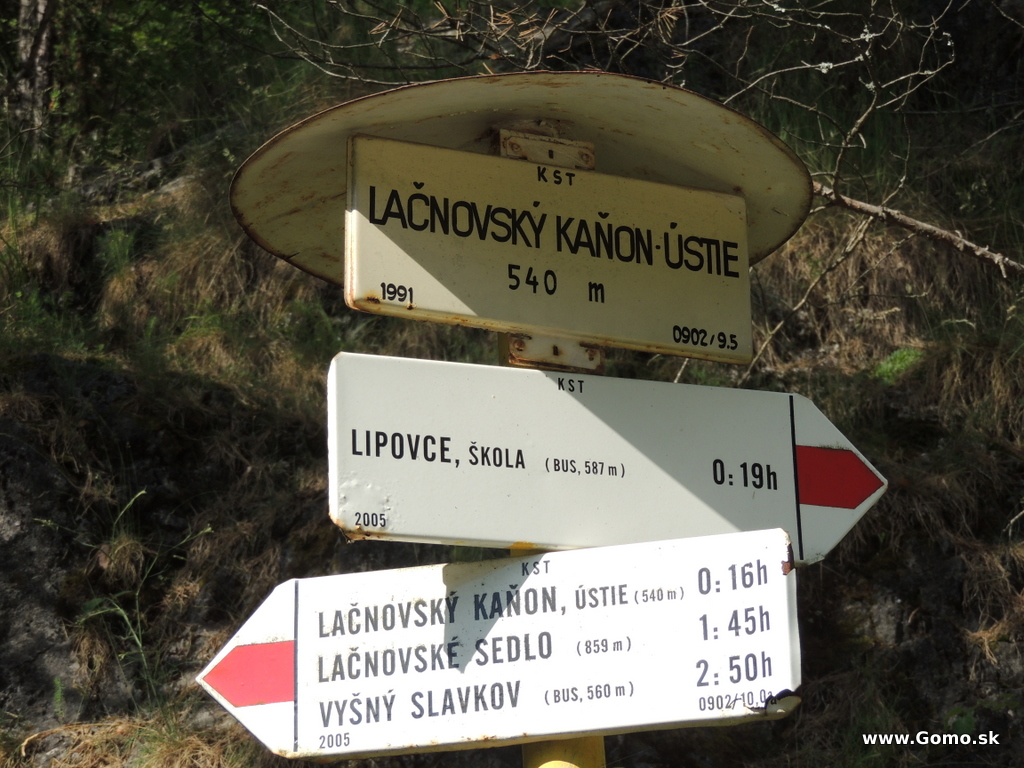 KST
LAČNOVSKÝ KAŇON-ÚSTIE
540 m
1991 0902/9.5
KST
LIPOVCE, ŠKOLA (BUS, 587 m) 0:19h
2005
KST
LAČNOVSKÝ KAŇON, ÚSTIE (540 m) 0:16h
LAČNOVSKÉ SEDLO (859 m) 1:45h
VYŠNÝ SLAVKOV (BUS, 560 m) 2:50h
2005
www.Gomo.sk